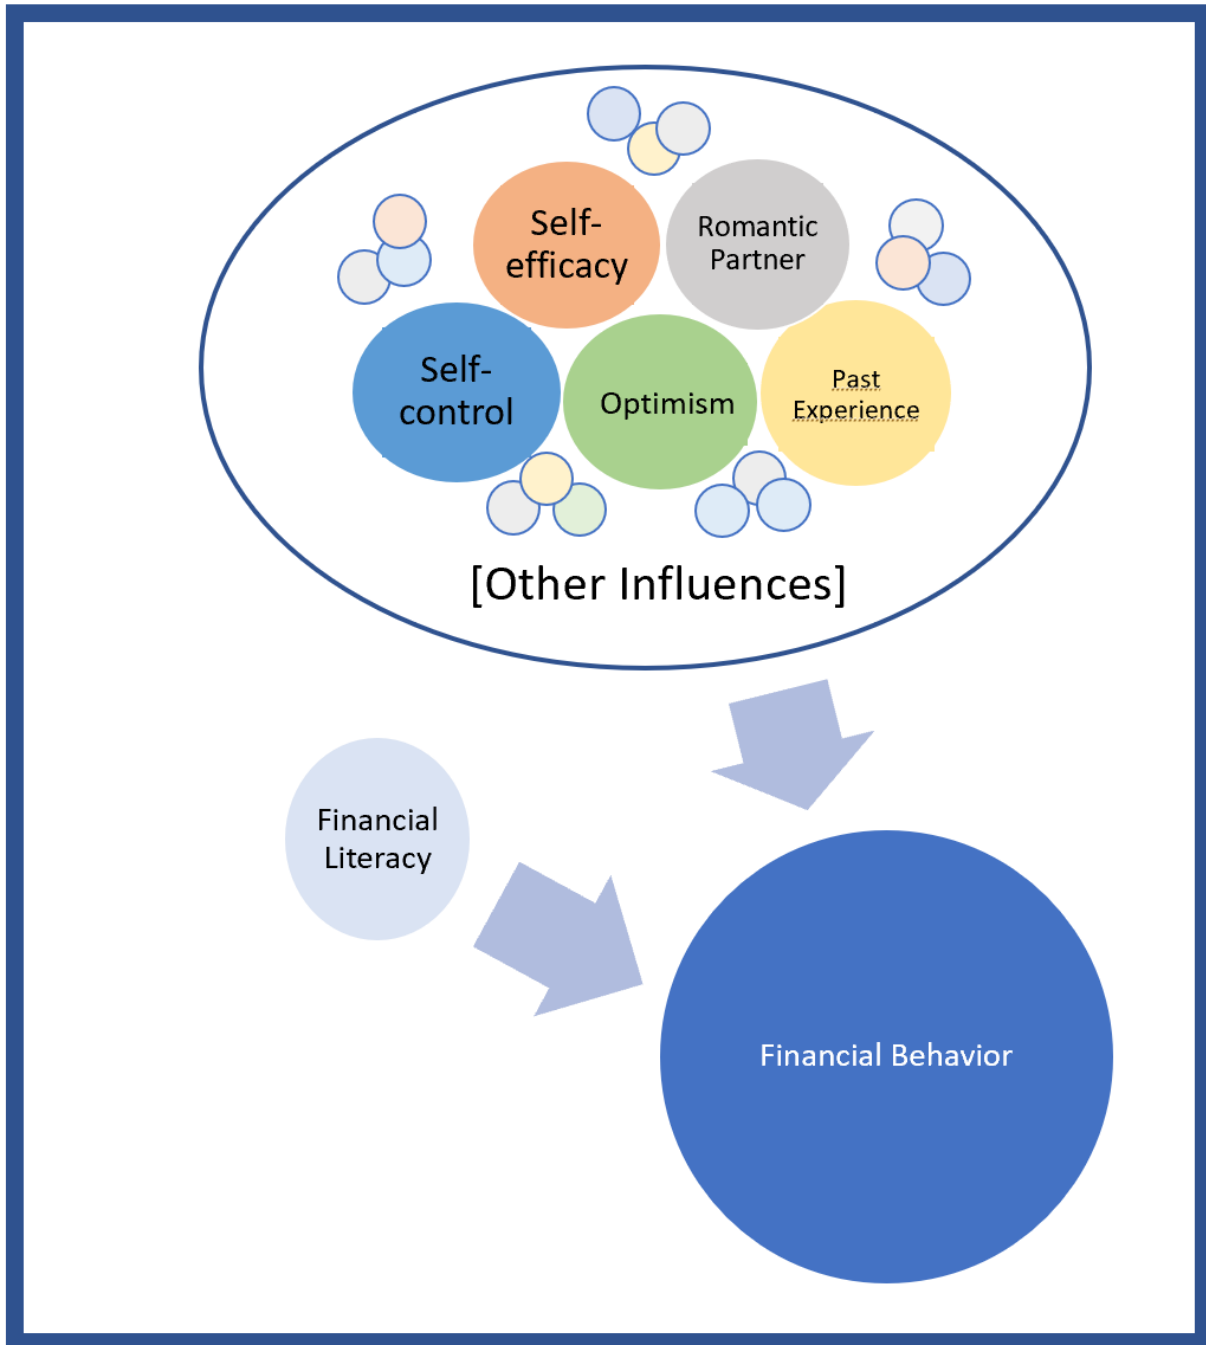 Self-
efficacy
Romantic
Partner
Self-
control
Optimism
Past
Experience
[Other Influences]
Financial
Literacy
Financial Behavior